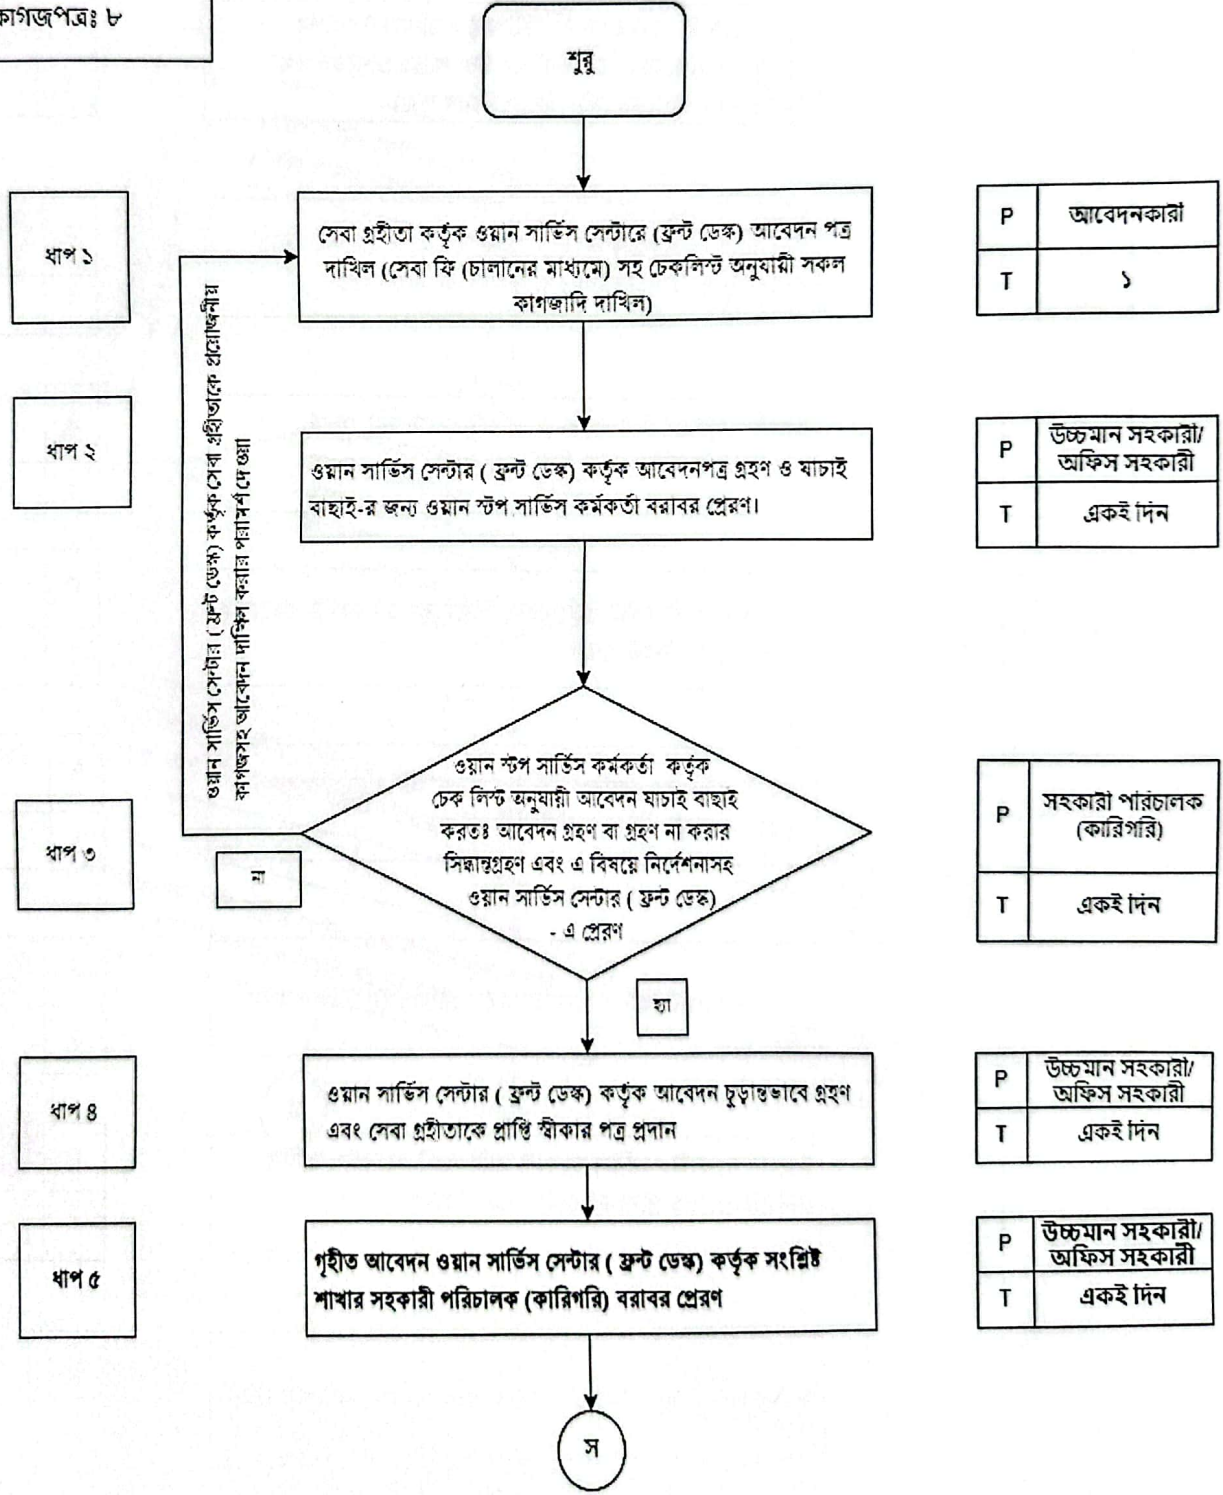 কাগজপত্রঃ ৮
শুরু
ধাপ ১
সেবা গ্রহীতা কর্তৃক ওয়ান সার্ভিস সেন্টারে (ফ্রন্ট ডেস্ক) আবেদন পত্র
দাখিল (সেবা ফি (চালানের মাধ্যমে) সহ চেকলিস্ট অনুযায়ী সকল
কাগজাদি দাখিল)
P আবেদনকারী
T ১
ওয়ান সার্ভিস সেন্টার ( ফ্রন্ট ডেস্ক) কর্তৃক সেবা গ্রহীতাকে প্রয়োজনীয়
কাগজসহ আবেদন দাখিল করার পরামর্শ দেওয়া
ধাপ ২
ওয়ান সার্ভিস সেন্টার ( ফ্রন্ট ডেস্ক) কর্তৃক আবেদনপত্র গ্রহণ ও যাচাই
বাছাই-র জন্য ওয়ান স্টপ সার্ভিস কর্মকর্তা বরাবর প্রেরণ।
P উচ্চমান সহকারী/
অফিস সহকারী
T একই দিন
ধাপ ৩
ওয়ান স্টপ সার্ভিস কর্মকর্তা কর্তৃক
চেক লিস্ট অনুযায়ী আবেদন যাচাই বাছাই
করতঃ আবেদন গ্রহণ বা গ্রহণ না করার
সিদ্ধান্তগ্রহণ এবং এ বিষয়ে নির্দেশনাসহ
ওয়ান সার্ভিস সেন্টার ( ফ্রন্ট ডেস্ক)
- এ প্রেরণ
না
হ্যা
P সহকারী পরিচালক
(কারিগরি)
T একই দিন
ধাপ ৪
ওয়ান সার্ভিস সেন্টার ( ফ্রন্ট ডেস্ক) কর্তৃক আবেদন চুড়ান্তভাবে গ্রহণ
এবং সেবা গ্রহীতাকে প্রাপ্তি স্বীকার পত্র প্রদান
P উচ্চমান সহকারী/
অফিস সহকারী
T একই দিন
ধাপ ৫
গৃহীত আবেদন ওয়ান সার্ভিস সেন্টার ( ফ্রন্ট ডেস্ক) কর্তৃক সংশ্লিষ্ট
শাখার সহকারী পরিচালক (কারিগরি) বরাবর প্রেরণ
P উচ্চমান সহকারী/
অফিস সহকারী
T একই দিন
স